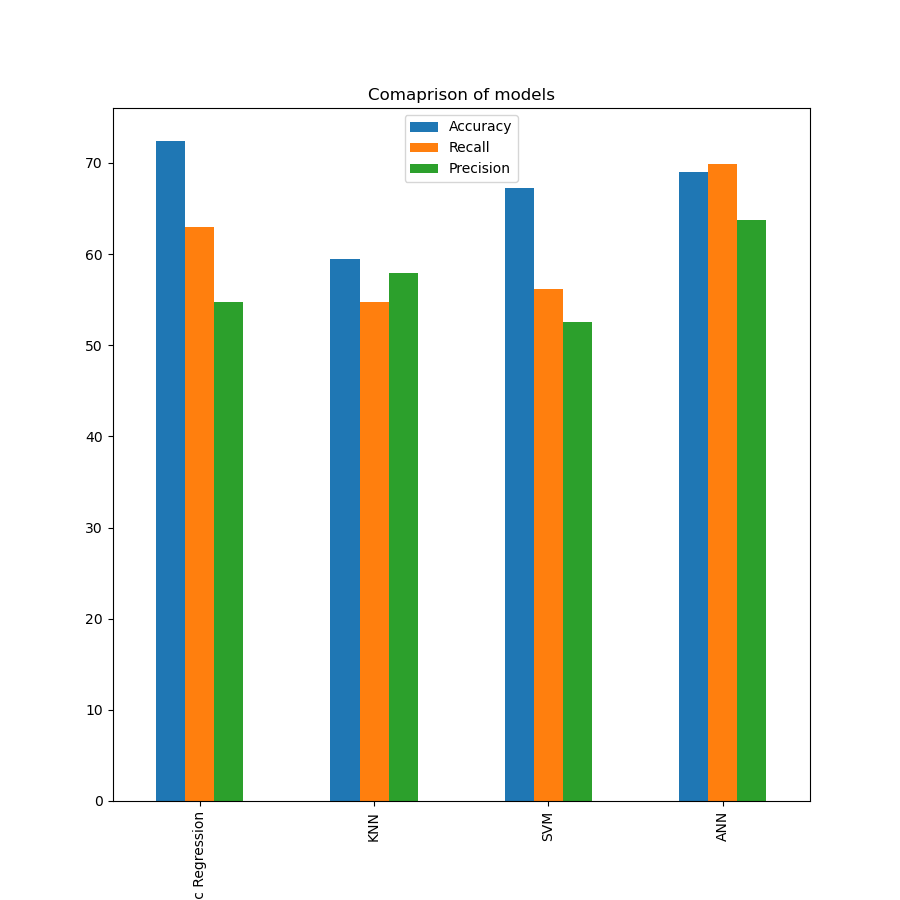 Comaprison of models
Accuracy
Recall
Precision
70
60
50
40
30
20
10
0
c Regression
KNN
SVM
ANN